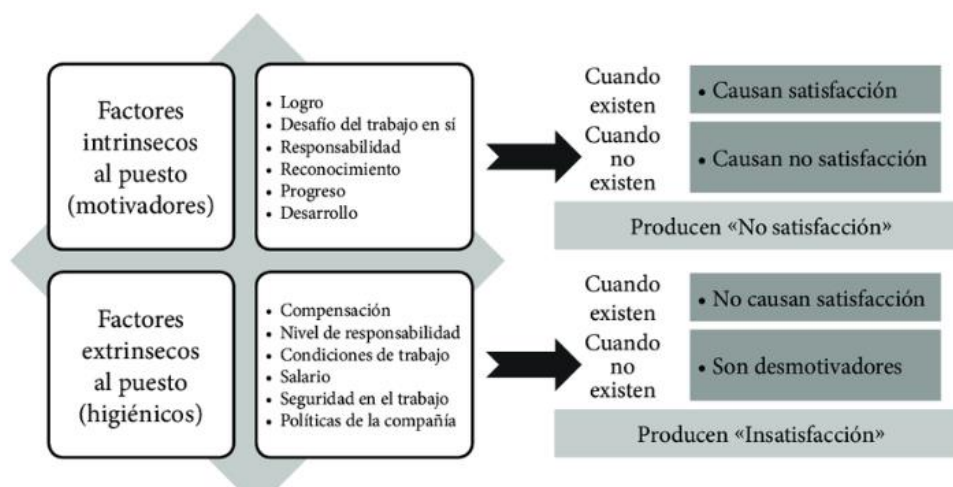 Factores
intrinsecos
al puesto
(motivadores)
• Logro
• Desafío del trabajo en sí
• Responsabilidad
• Reconocimiento
• Progreso
• Desarrollo
Cuando
existen
• Causan satisfacción
Cuando
no
existen
• Causan no satisfacción
Producen «No satisfacción»
Factores
extrinsecos
al puesto
(higiénicos)
• Compensación
• Nivel de responsabilidad
• Condiciones de trabajo
• Salario
• Seguridad en el trabajo
• Políticas de la compañía
Cuando
existen
• No causan satisfacción
Cuando
no
existen
• Son desmotivadores
Producen «Insatisfacción»